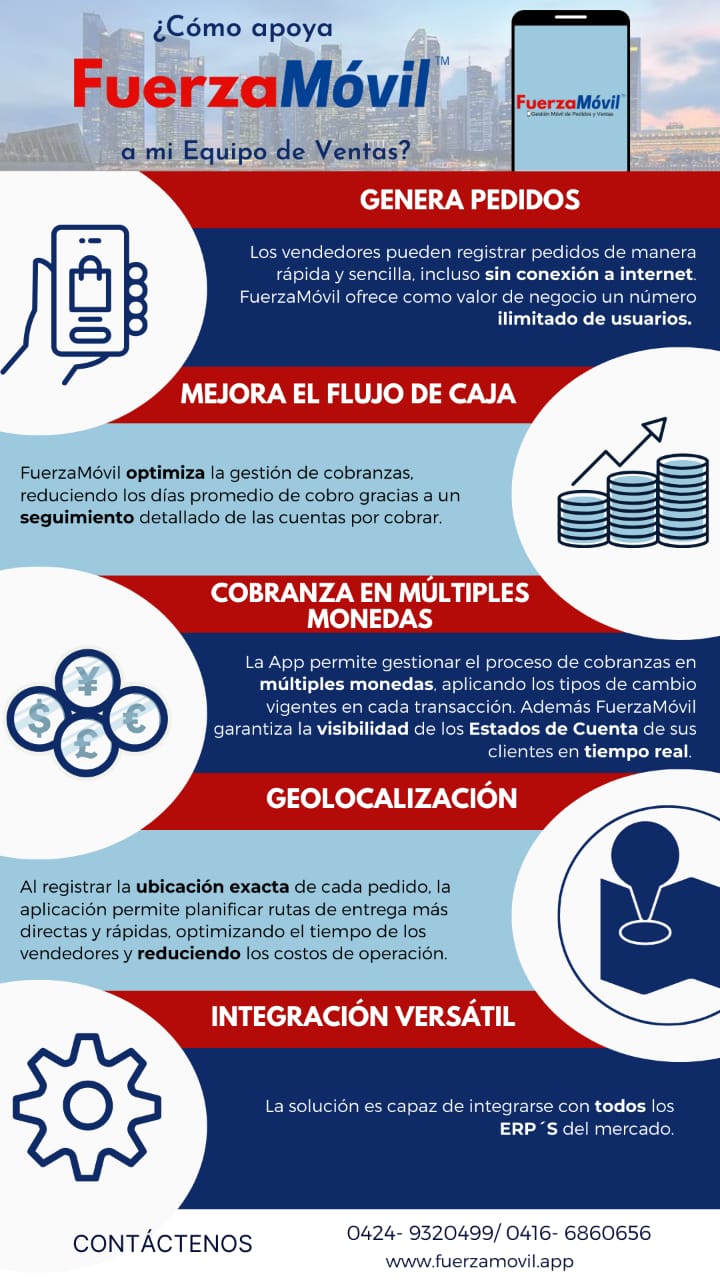 ¿Cómo apoya
FuerzaMóvil™
a mi Equipo de Ventas?
FuerzaMóvil™
Gestión Móvil de Pedidos y Ventas
GENERA PEDIDOS
Los vendedores pueden registrar pedidos de manera
rápida y sencilla, incluso sin conexión a internet.
FuerzaMóvil ofrece como valor de negocio un número
ilimitado de usuarios.
MEJORA EL FLUJO DE CAJA
FuerzaMóvil optimiza la gestión de cobranzas,
reduciendo los días promedio de cobro gracias a un
seguimiento detallado de las cuentas por cobrar.
COBRANZA EN MÚLTIPLES
MONEDAS
¥
$
€
£
La App permite gestionar el proceso de cobranzas en
múltiples monedas, aplicando los tipos de cambio
vigentes en cada transacción. Además FuerzaMóvil
garantiza la visibilidad de los Estados de Cuenta de sus
clientes en tiempo real.
GEOLOCALIZACIÓN
Al registrar la ubicación exacta de cada pedido, la
aplicación permite planificar rutas de entrega más
directas y rápidas, optimizando el tiempo de los
vendedores y reduciendo los costos de operación.
INTEGRACIÓN VERSÁTIL
La solución es capaz de integrarse con todos los
ERP´S del mercado.
CONTÁCTENOS
0424- 9320499/ 0416- 6860656
www.fuerzamovil.app